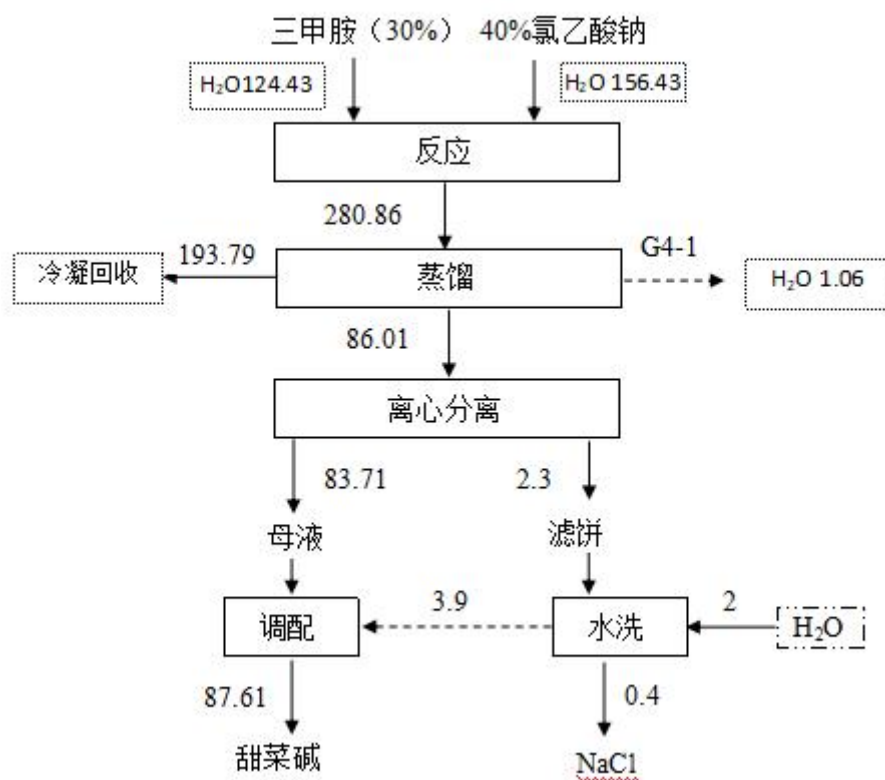 三甲胺（30%） 40%氯乙酸钠
H₂O124.43
H₂O 156.43
反应
280.86
193.79
G4-1
冷凝回收
蒸馏
H₂O 1.06
86.01
离心分离
83.71
2.3
母液
滤饼
3.9
2
调配
水洗
H₂O
87.61
0.4
甜菜碱
NaCl